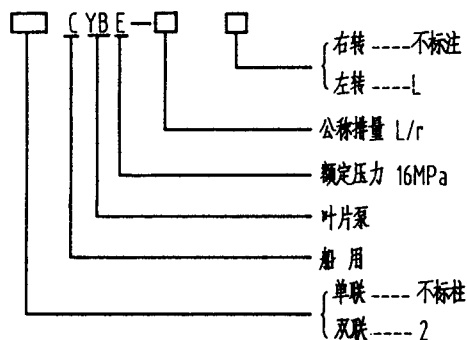 CYBE—
右转 ---- 不标注
左转 ---- L
公称排量 L/r
额定压力 16MPa
叶片泵
船 用
单联 ---- 不标柱
双联 ---- 2